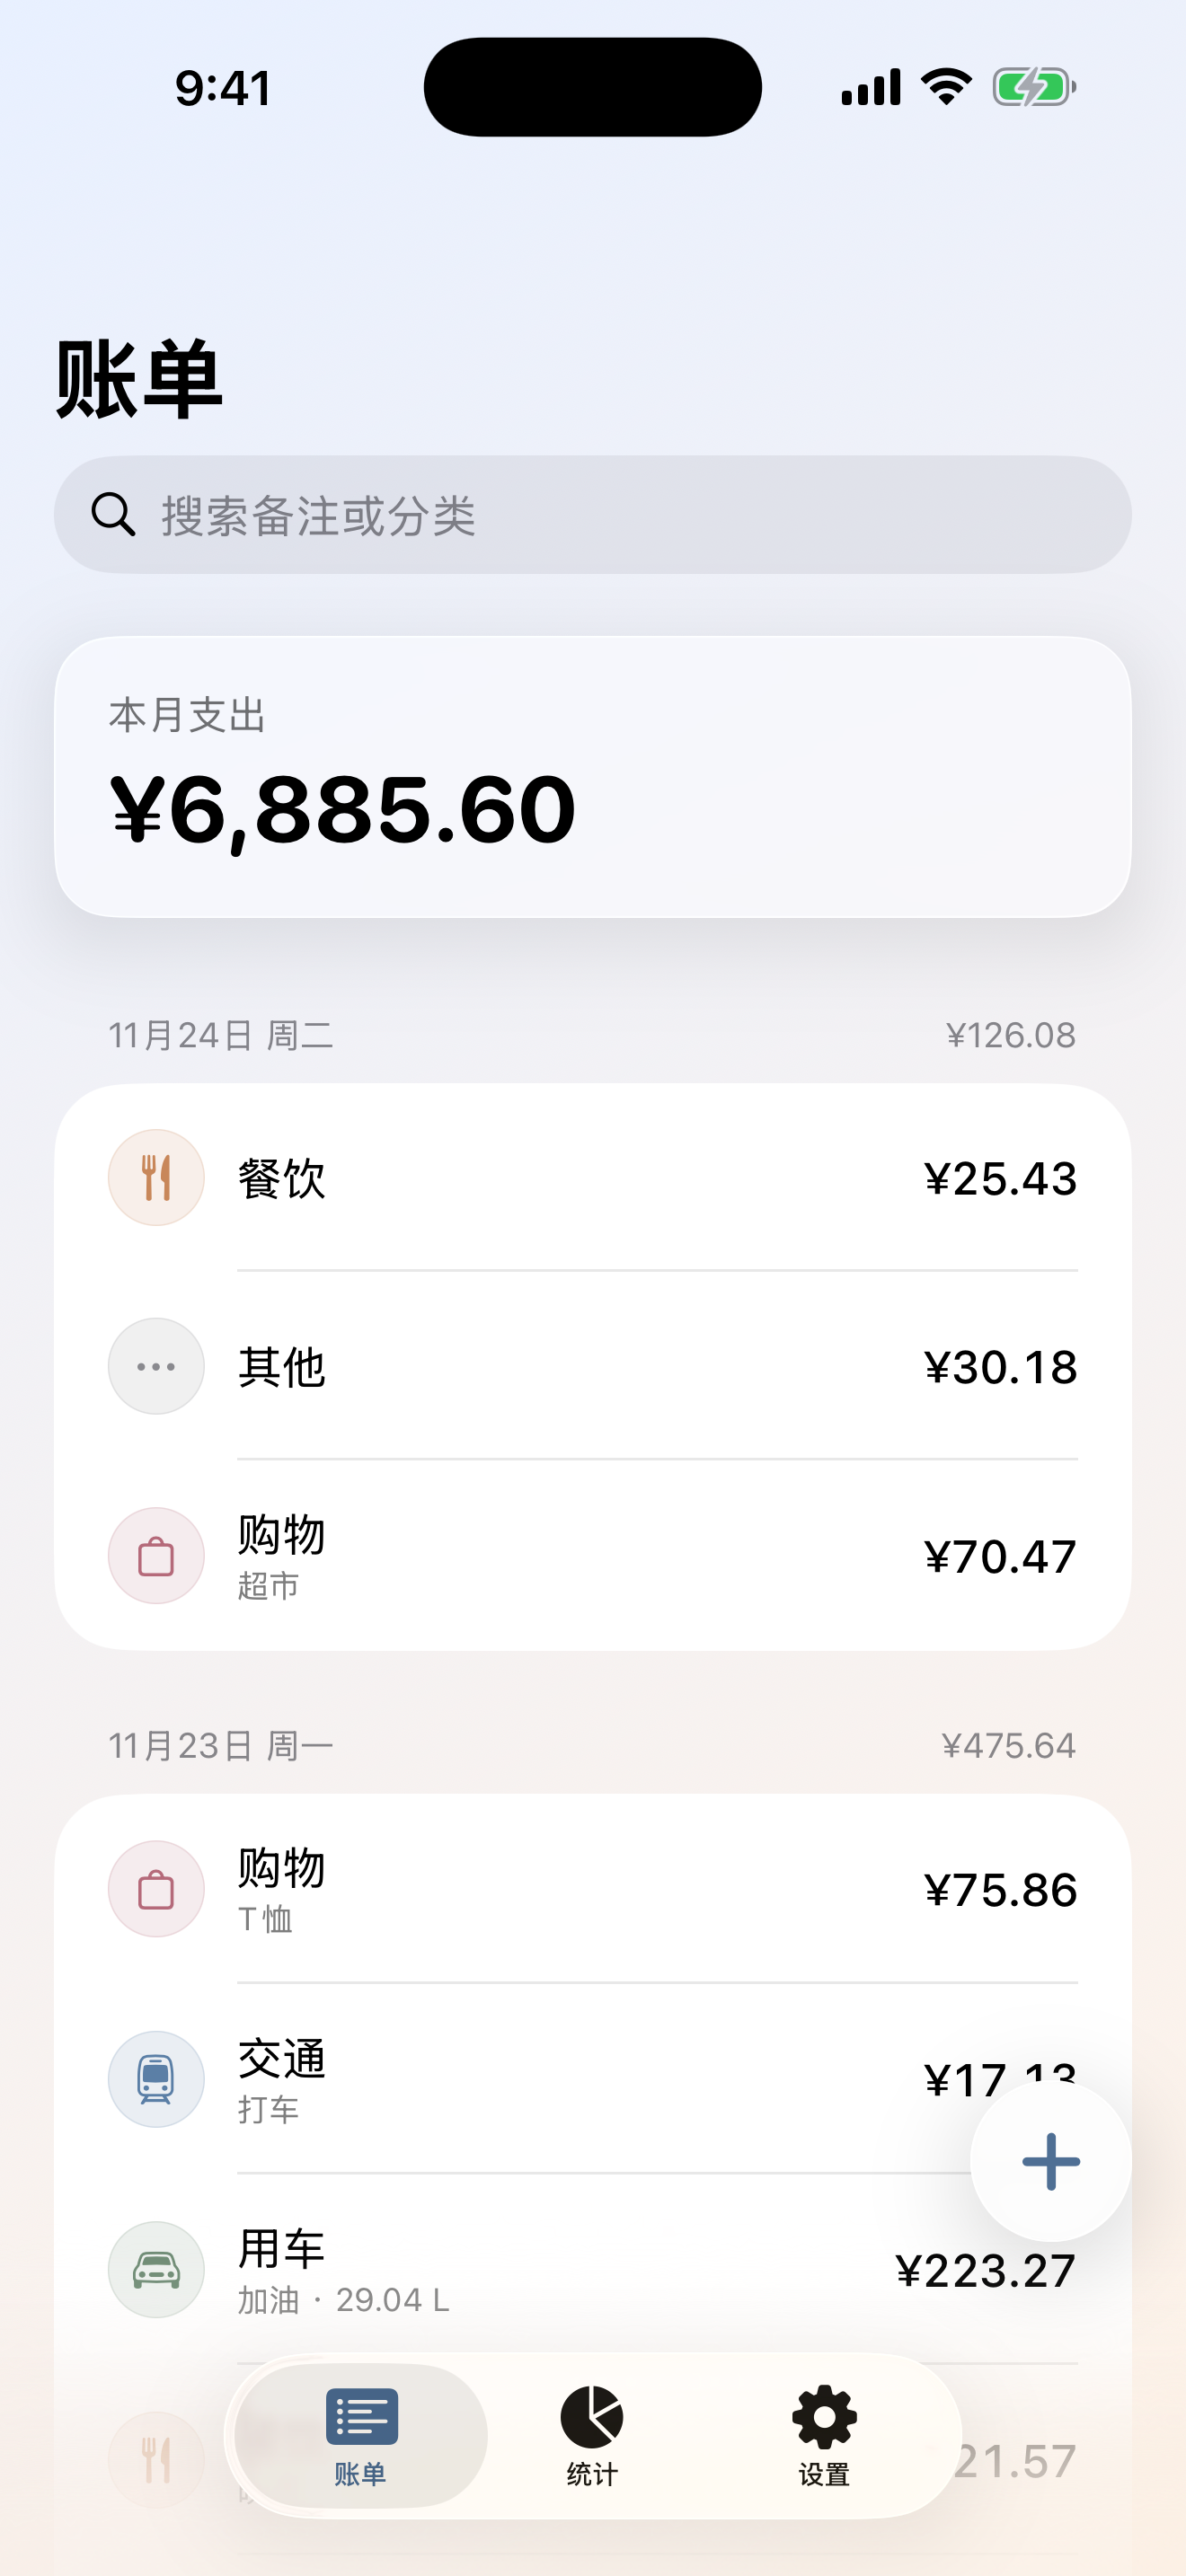 9:41
账单
搜索备注或分类
本月支出
¥6,885.60
11月24日 周二 ¥126.08
餐饮 ¥25.43
其他 ¥30.18
购物 ¥70.47
超市
11月23日 周一 ¥475.64
购物 ¥75.86
T恤
交通 ¥17.13
打车
用车 ¥223.27
加油 · 29.04 L
21.57
账单 统计 设置